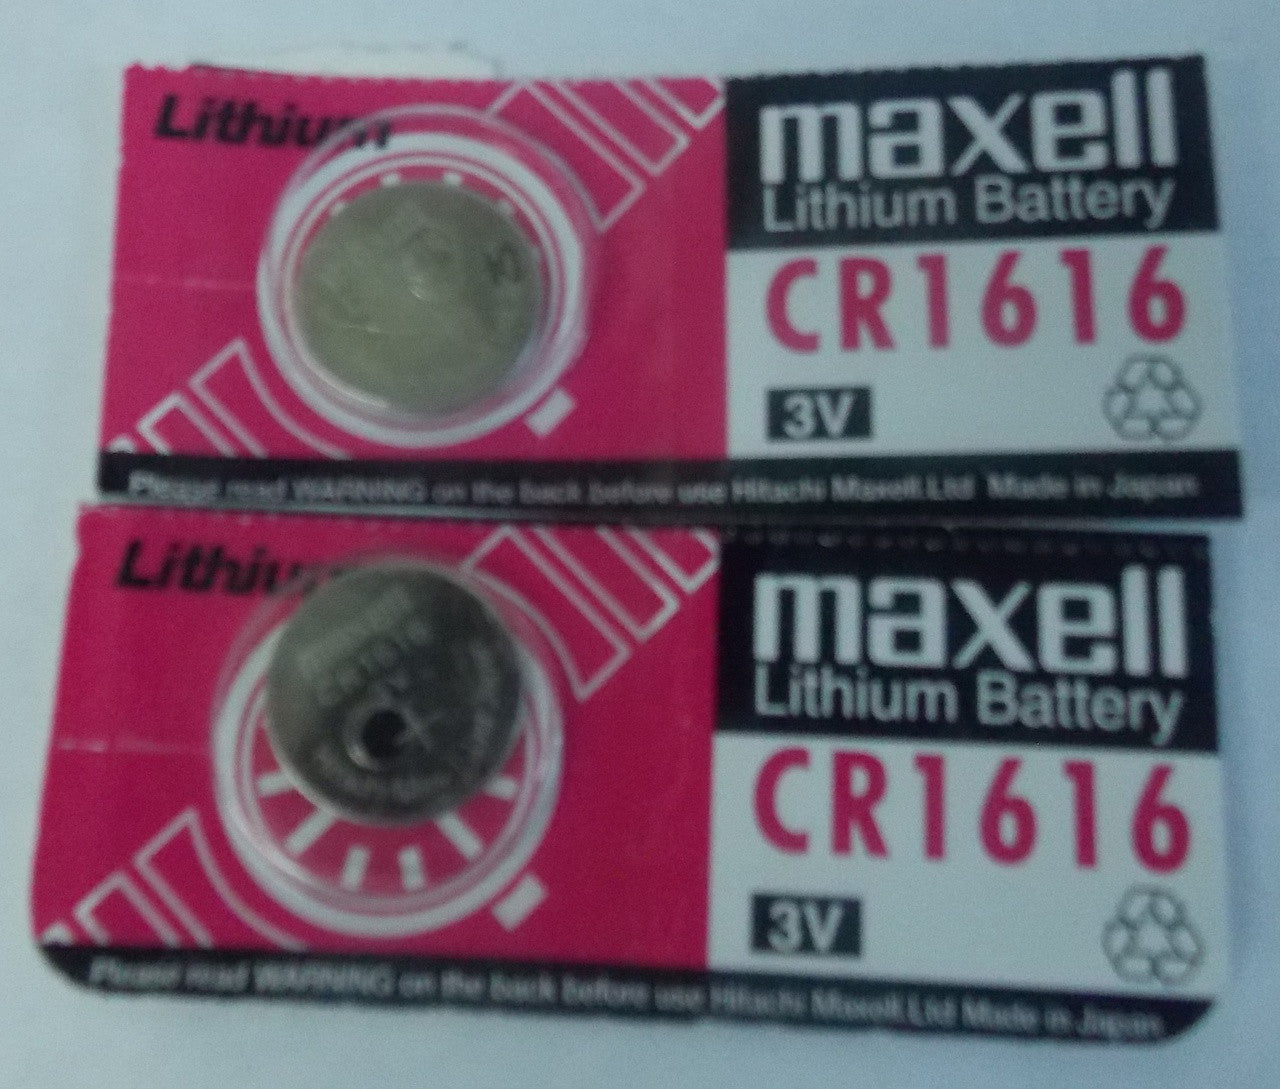 Lithium
maxell
Lithium Battery
CR1616
3V
Please read WARNING on the back before use Hitachi Maxell.Ltd Made in Japan
Lithium
maxell
Lithium Battery
CR1616
3V
Please read WARNING on the back before use Hitachi Maxell.Ltd Made in Japan